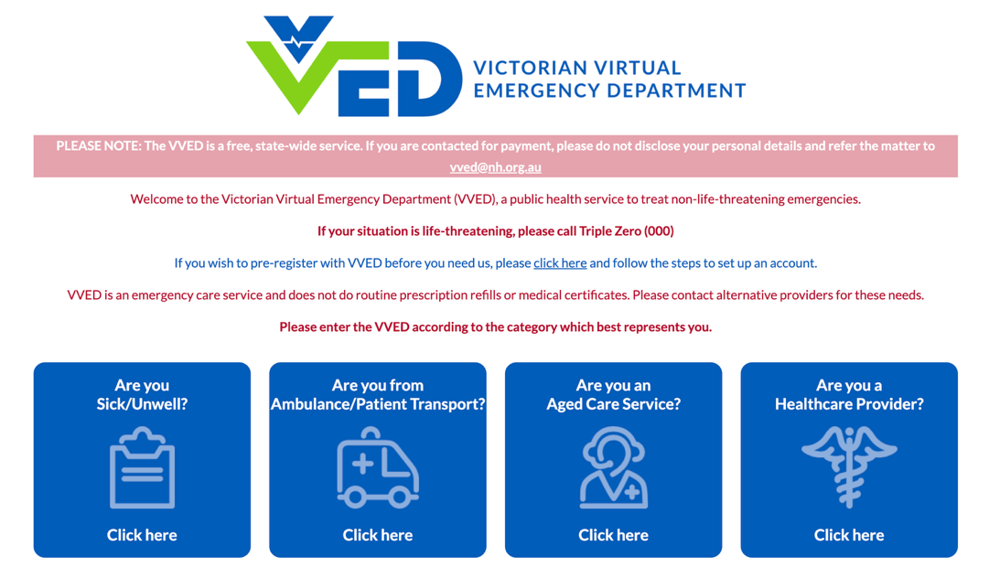 VED
VICTORIAN VIRTUAL
EMERGENCY DEPARTMENT
PLEASE NOTE: The VVED is a free, state-wide service. If you are contacted for payment, please do not disclose your personal details and refer the matter to
vved@nh.org.au
Welcome to the Victorian Virtual Emergency Department (VVED), a public health service to treat non-life-threatening emergencies.
If your situation is life-threatening, please call Triple Zero (000)
If you wish to pre-register with VVED before you need us, please click here and follow the steps to set up an account.
VVED is an emergency care service and does not do routine prescription refills or medical certificates. Please contact alternative providers for these needs.
Please enter the VVED according to the category which best represents you.
Are you
Sick/Unwell?
Click here
Are you from
Ambulance/Patient Transport?
Click here
Are you an
Aged Care Service?
Click here
Are you a
Healthcare Provider?
Click here